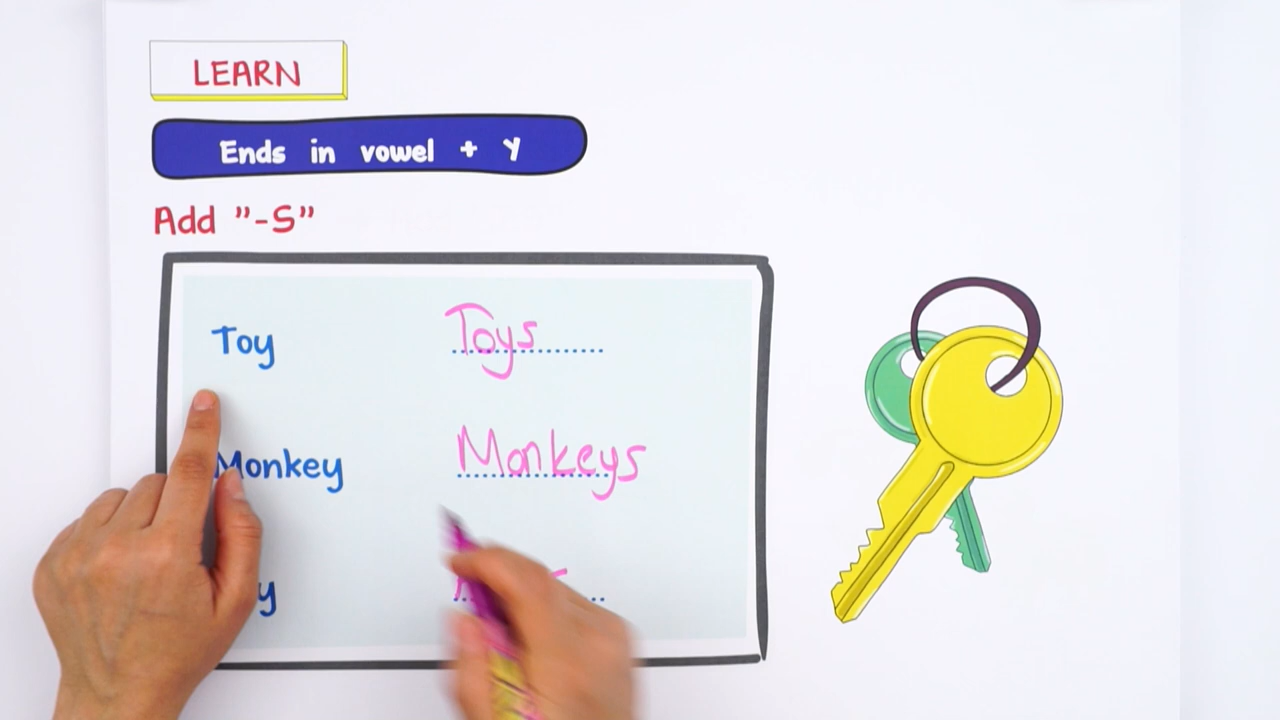 LEARN
Ends in vowel + y
Add "-S"
Toy Toys
Monkey Monkeys